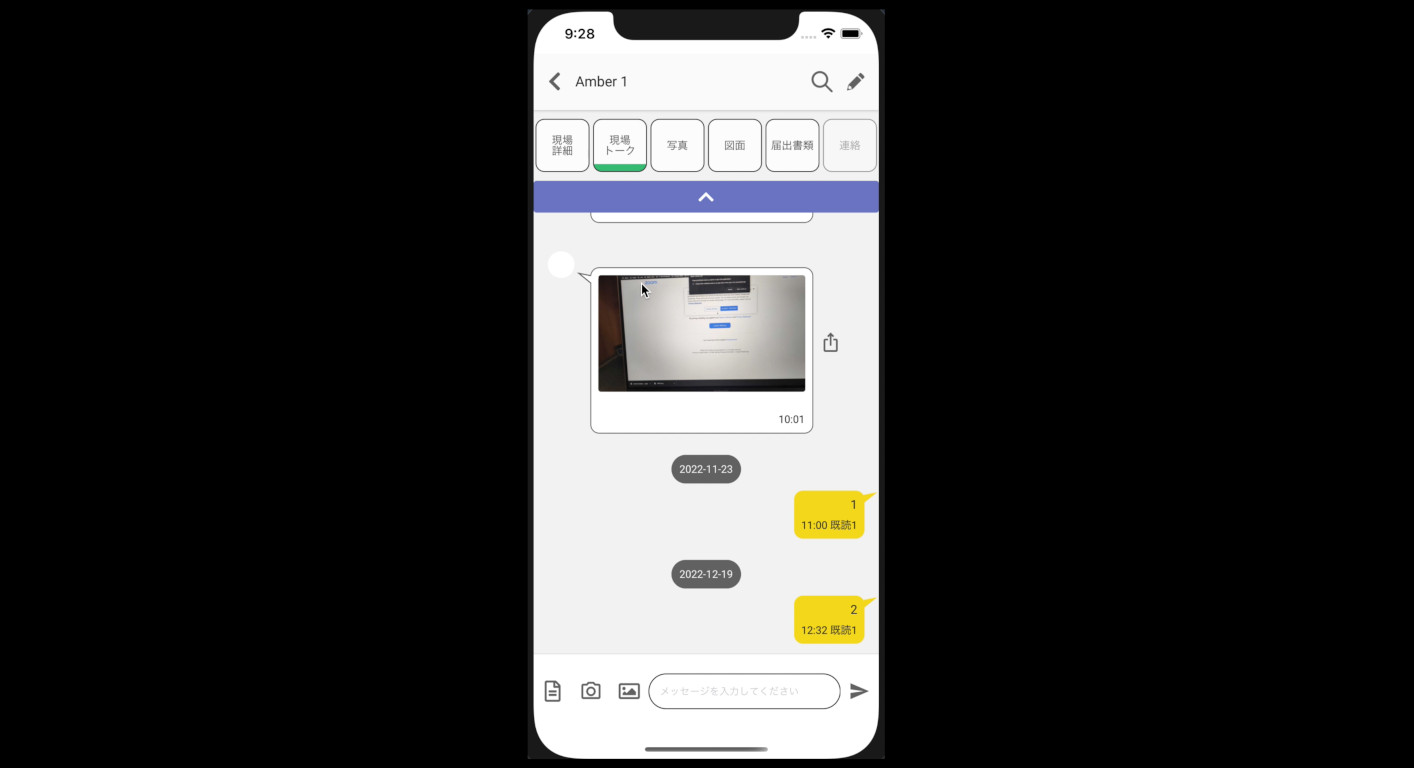 9:28
Amber 1
現場
詳細
現場
トーク
写真
図面
届出書類
連絡
10:01
2022-11-23
1
11:00 既読1
2022-12-19
2
12:32 既読1
メッセージを入力してください